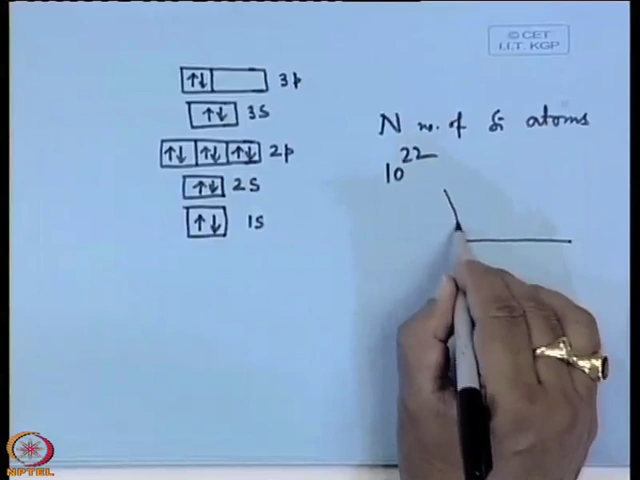 © CET
I.I.T. KGP
↑↓ 3p
↑↓ 3s
↑↓ ↑↓ ↑↓ 2p
↑↓ 2s
↑↓ 1s
N no. of Si atoms
10²²
NPTEL